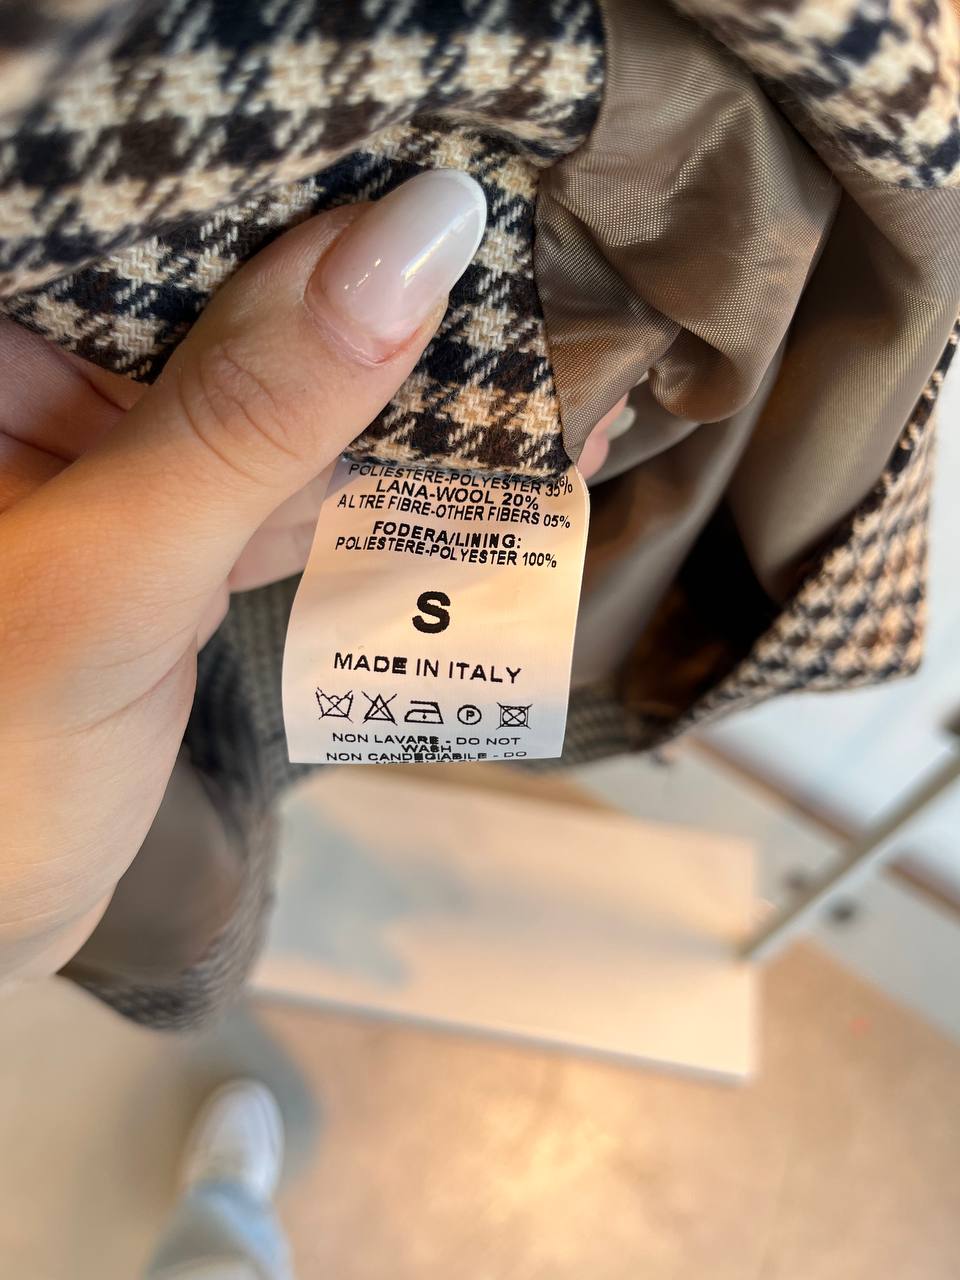 POLIESTERE-POLYESTER 35%
LANA-WOOL 20%
ALTRE FIBRE-OTHER FIBERS 05%
FODERA/LINING:
POLIESTERE-POLYESTER 100%
S
MADE IN ITALY
P
NON LAVARE - DO NOT
WASH
NON CANDEGIABILE - DO